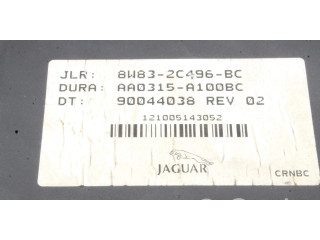 JLR: 8W83-2C496-BC
DURA: AA0315-A100BC
DT: 90044038 REV 02
121005143052
JAGUAR
CRNBC